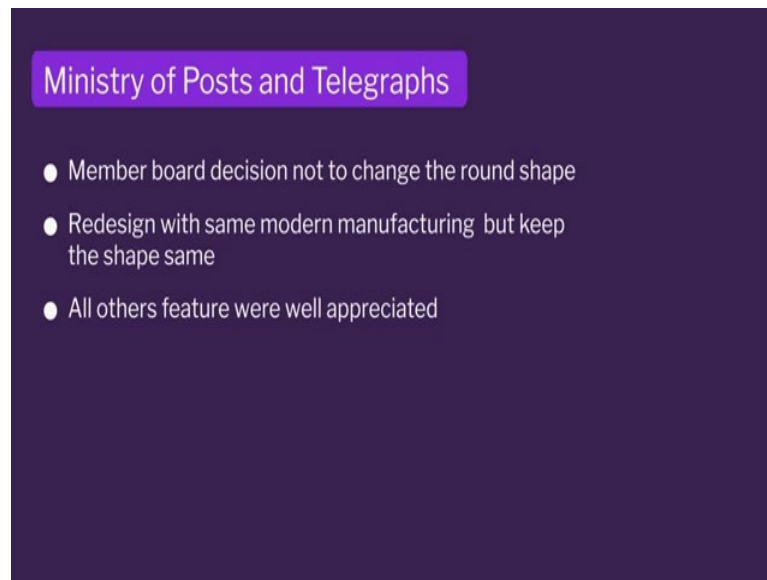 Ministry of Posts and Telegraphs
● Member board decision not to change the round shape
● Redesign with same modern manufacturing but keep
the shape same
● All others feature were well appreciated